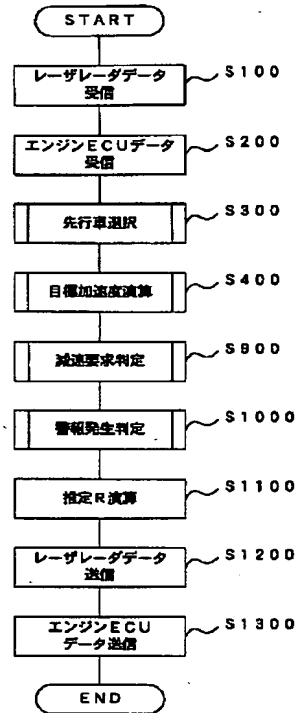 START
レーザレーダデータ
受信
S100
エンジンECUデータ
受信
S200
先行車選択
S300
目標加速度演算
S400
減速要求判定
S900
警報発生判定
S1000
推定R演算
S1100
レーザレーダデータ
送信
S1200
エンジンECU
データ送信
S1300
END